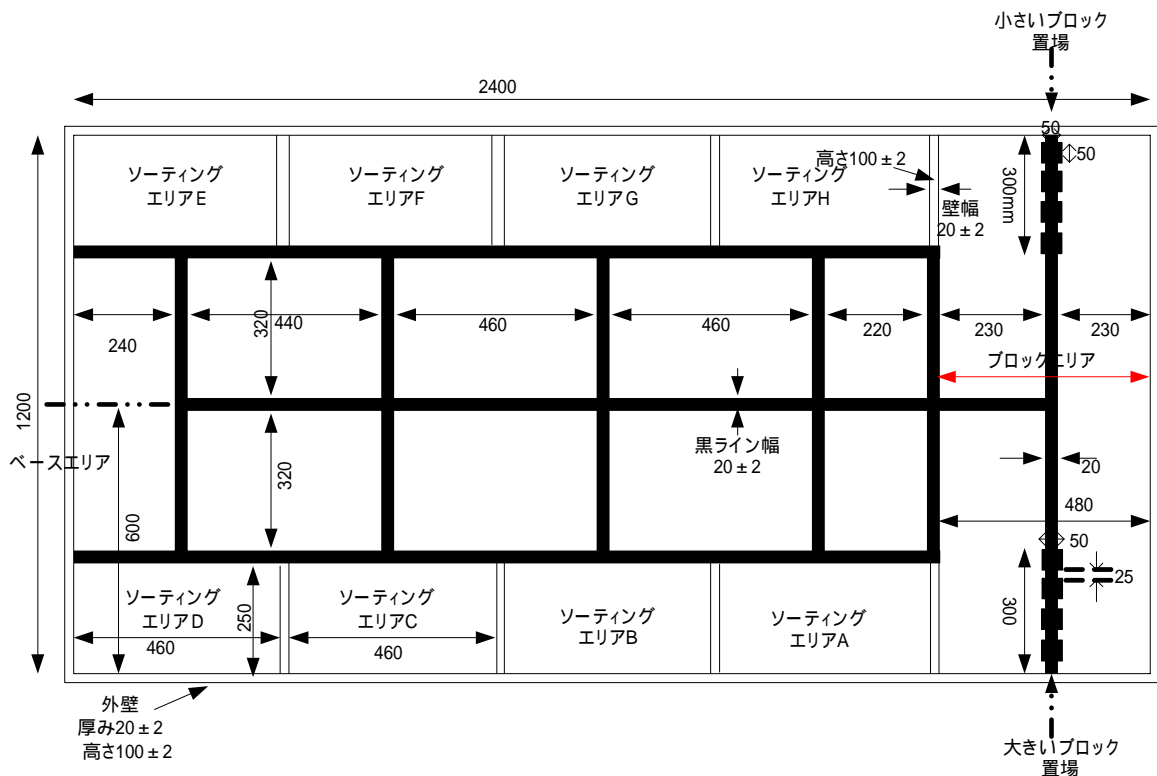 小さいブロック
置場
2400
50
50
ソーティング
エリアE
ソーティング
エリアF
ソーティング
エリアG
ソーティング
エリアH
高さ100±2
300mm
壁幅
20±2
320
440
460
460
220
230
230
240
ブロックエリア
1200
ベースエリア
黒ライン幅
20±2
20
320
600
480
50
25
300
ソーティング
エリアD
460
250
ソーティング
エリアC
460
ソーティング
エリアB
ソーティング
エリアA
外壁
厚み20±2
高さ100±2
大きいブロック
置場